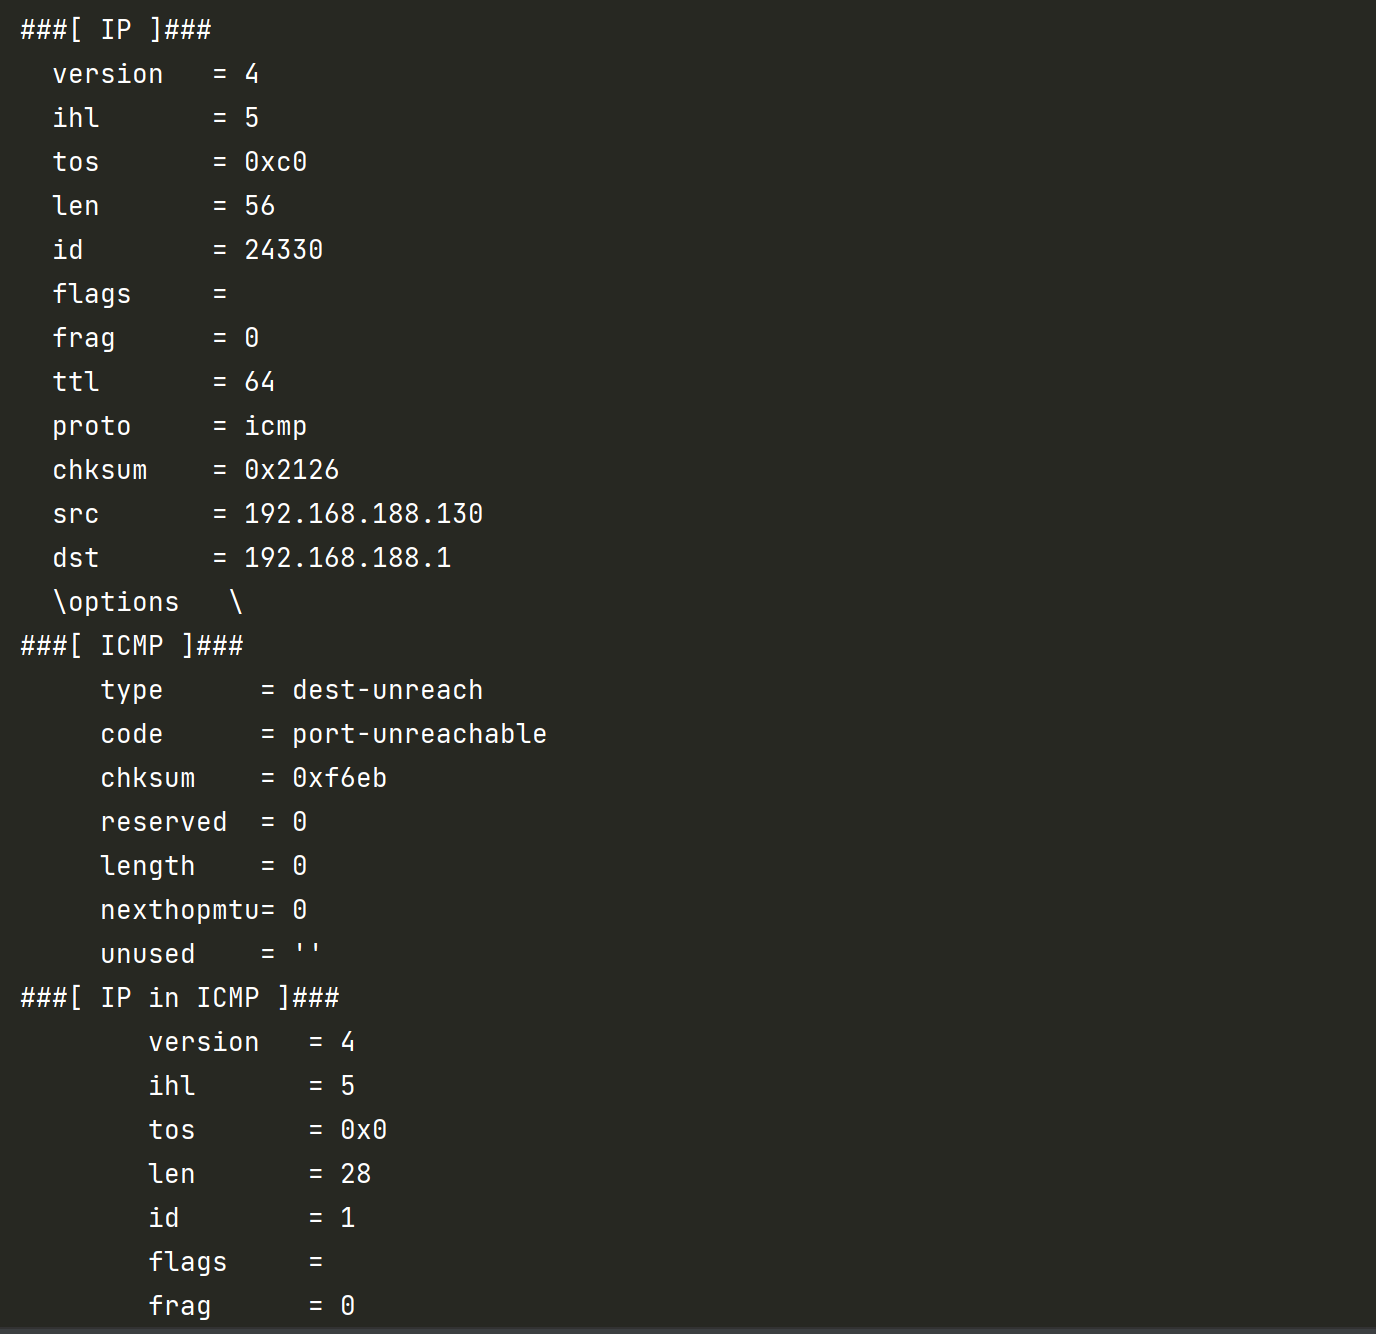 ###[ IP ]###
  version   = 4
  ihl       = 5
  tos       = 0xc0
  len       = 56
  id        = 24330
  flags     =
  frag      = 0
  ttl       = 64
  proto     = icmp
  chksum    = 0x2126
  src       = 192.168.188.130
  dst       = 192.168.188.1
  \options   \
###[ ICMP ]###
     type      = dest-unreach
     code      = port-unreachable
     chksum    = 0xf6eb
     reserved  = 0
     length    = 0
     nexthopmtu= 0
     unused    = ''
###[ IP in ICMP ]###
        version   = 4
        ihl       = 5
        tos       = 0x0
        len       = 28
        id        = 1
        flags     =
        frag      = 0